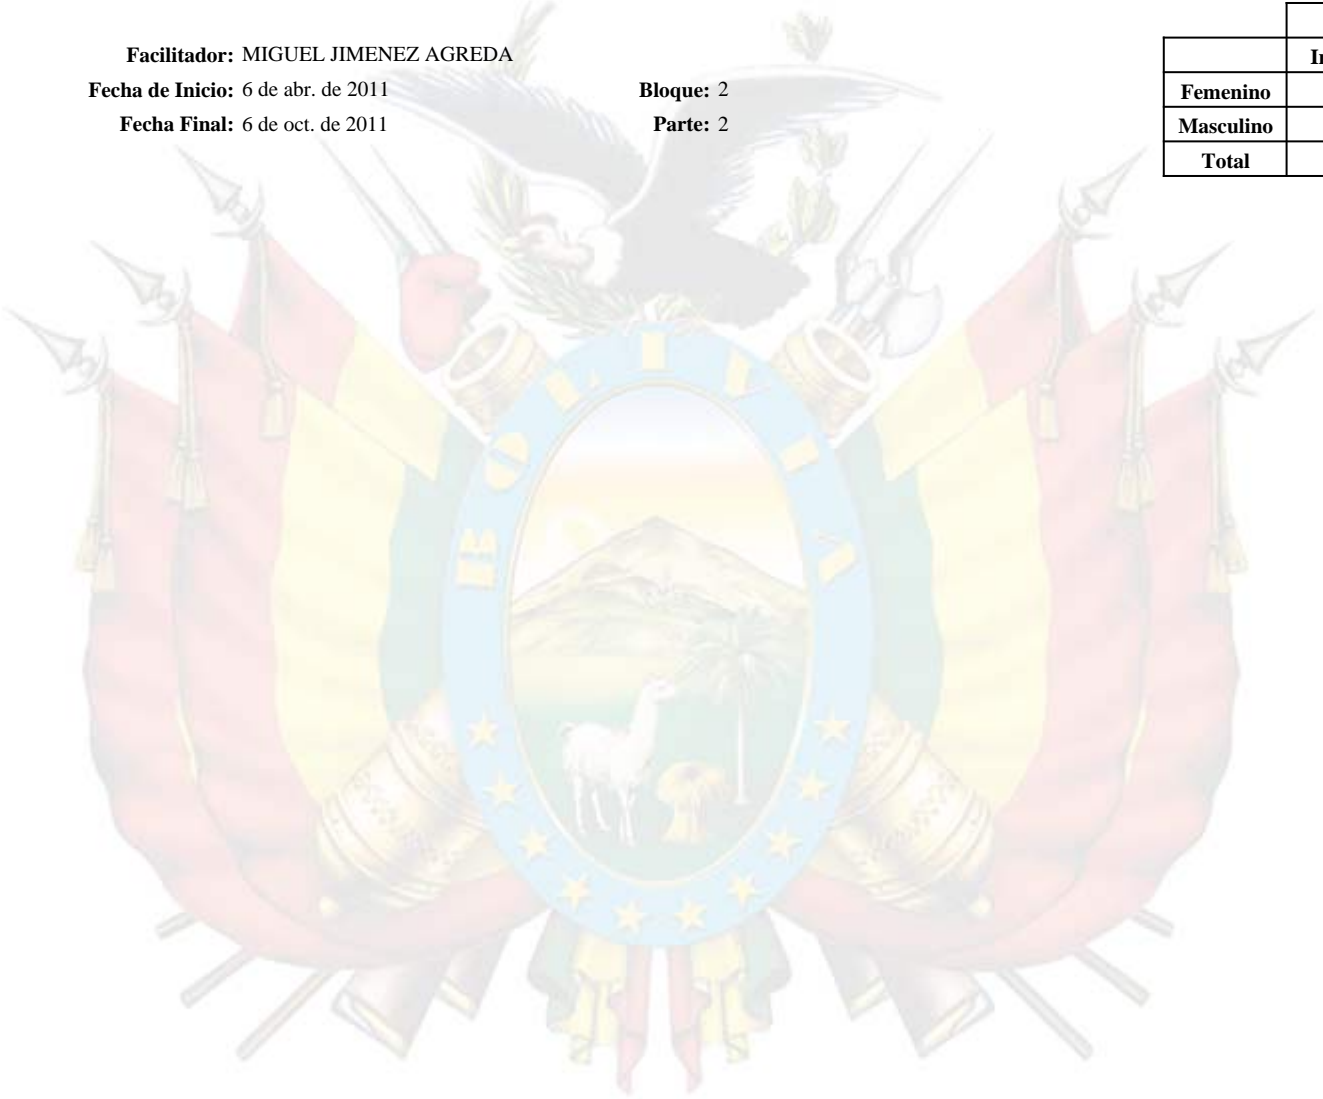 Facilitador: MIGUEL JIMENEZ AGREDA
Fecha de Inicio: 6 de abr. de 2011 Bloque: 2
Fecha Final: 6 de oct. de 2011 Parte: 2
Femenino
Masculino
Total
BOLIVIA